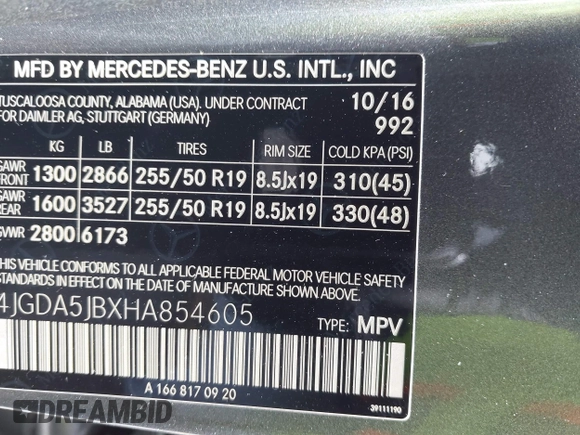 MFD BY MERCEDES-BENZ U.S. INTL., INC
TUSCALOOSA COUNTY, ALABAMA (USA). UNDER CONTRACT 10/16
FOR DAIMLER AG, STUTTGART (GERMANY) 992
KG LB TIRES RIM SIZE COLD KPA (PSI)
GAWR FRONT 1300 2866 255/50 R19 8.5Jx19 310(45)
GAWR REAR 1600 3527 255/50 R19 8.5Jx19 330(48)
GVWR 2800 6173
THIS VEHICLE CONFORMS TO ALL APPLICABLE FEDERAL MOTOR VEHICLE SAFETY
STANDARDS IN EFFECT ON THE DATE OF MANUFACTURE SHOWN ABOVE
4JGDA5JBXHA854605 TYPE: MPV
A 166 817 09 20 39111190
DREAMBID